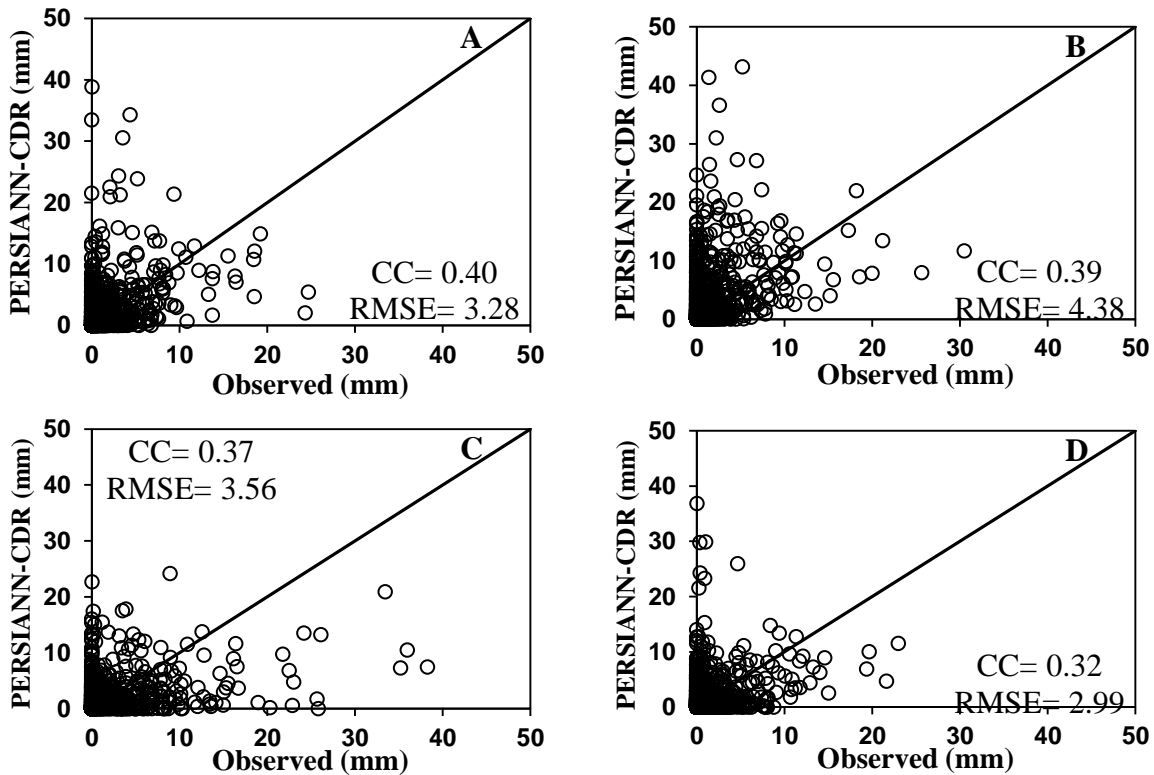 PERSIANN-CDR (mm)
50
40
30
20
10
0
A
CC= 0.40
RMSE= 3.28
0 10 20 30 40 50
Observed (mm)
PERSIANN-CDR (mm)
50
40
30
20
10
0
B
CC= 0.39
RMSE= 4.38
0 10 20 30 40 50
Observed (mm)
PERSIANN-CDR (mm)
50
40
30
20
10
0
CC= 0.37
RMSE= 3.56
C
0 10 20 30 40 50
Observed (mm)
PERSIANN-CDR (mm)
50
40
30
20
10
0
D
CC= 0.32
RMSE= 2.99
0 10 20 30 40 50
Observed (mm)